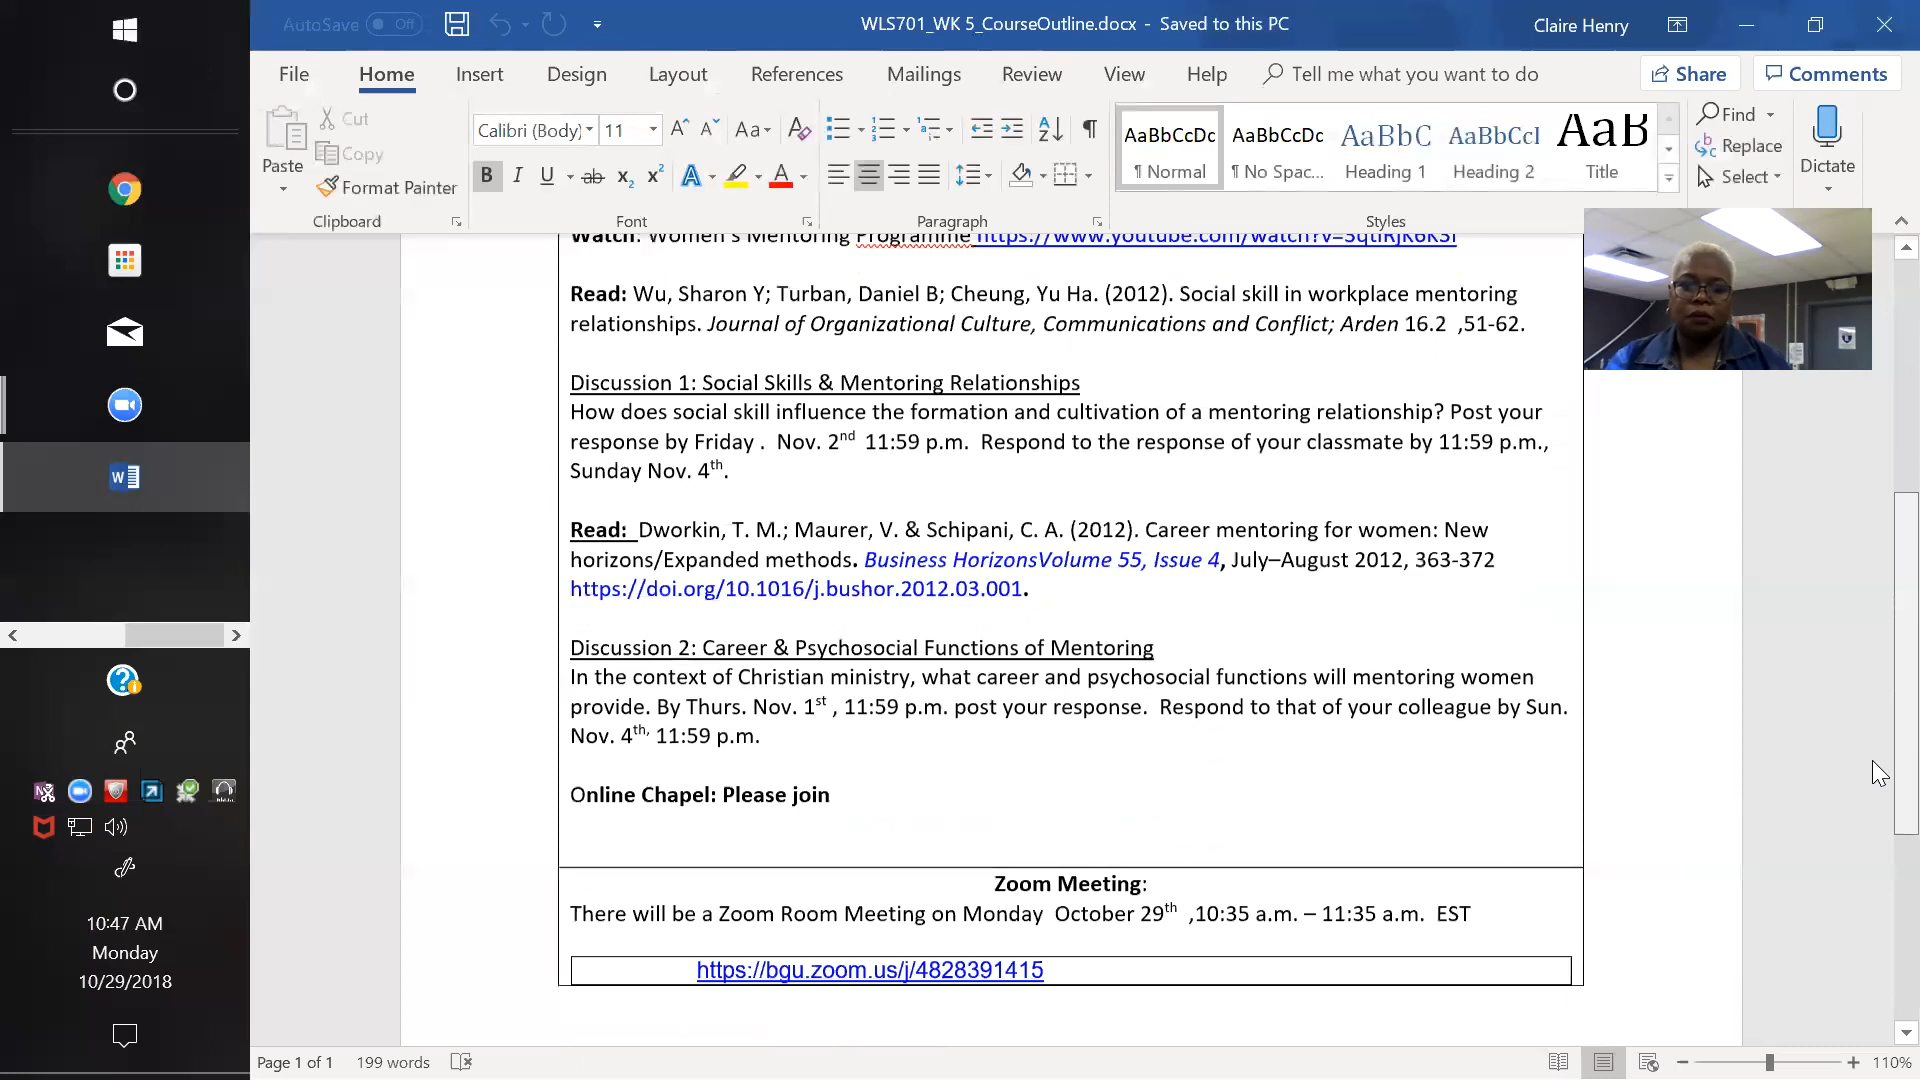 AutoSave Off
WLS701_WK 5_CourseOutline.docx - Saved to this PC
Claire Henry
File Home Insert Design Layout References Mailings Review View Help Tell me what you want to do Share Comments
Paste
Cut
Copy
Format Painter
Clipboard
Calibri (Body) 11
Font
Paragraph
AaBbCcDc AaBbCcDc AaBbC AaBbCcI AaB
¶ Normal ¶ No Spac... Heading 1 Heading 2 Title
Styles
Find
Replace
Select
Dictate
Watch: Women's Mentoring Programme https://www.youtube.com/watch?v=
Read: Wu, Sharon Y; Turban, Daniel B; Cheung, Yu Ha. (2012). Social skill in workplace mentoring
relationships. Journal of Organizational Culture, Communications and Conflict; Arden 16.2 ,51-62.
Discussion 1: Social Skills & Mentoring Relationships
How does social skill influence the formation and cultivation of a mentoring relationship? Post your
response by Friday . Nov. 2nd 11:59 p.m. Respond to the response of your classmate by 11:59 p.m.,
Sunday Nov. 4th.
Read: Dworkin, T. M.; Maurer, V. & Schipani, C. A. (2012). Career mentoring for women: New
horizons/Expanded methods. Business HorizonsVolume 55, Issue 4, July–August 2012, 363-372
https://doi.org/10.1016/j.bushor.2012.03.001.
Discussion 2: Career & Psychosocial Functions of Mentoring
In the context of Christian ministry, what career and psychosocial functions will mentoring women
provide. By Thurs. Nov. 1st , 11:59 p.m. post your response. Respond to that of your colleague by Sun.
Nov. 4th, 11:59 p.m.
Online Chapel: Please join
Zoom Meeting:
There will be a Zoom Room Meeting on Monday October 29th ,10:35 a.m. – 11:35 a.m. EST
https://bgu.zoom.us/j/4828391415
10:47 AM
Monday
10/29/2018
Page 1 of 1 199 words
110%